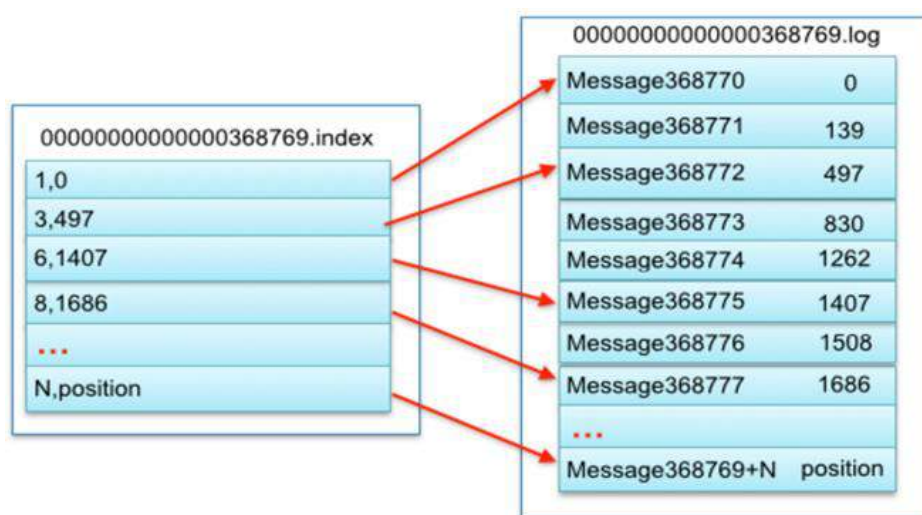 00000000000000368769.index
1,0
3,497
6,1407
8,1686
...
N,position
00000000000000368769.log
Message368770 0
Message368771 139
Message368772 497
Message368773 830
Message368774 1262
Message368775 1407
Message368776 1508
Message368777 1686
...
Message368769+N position